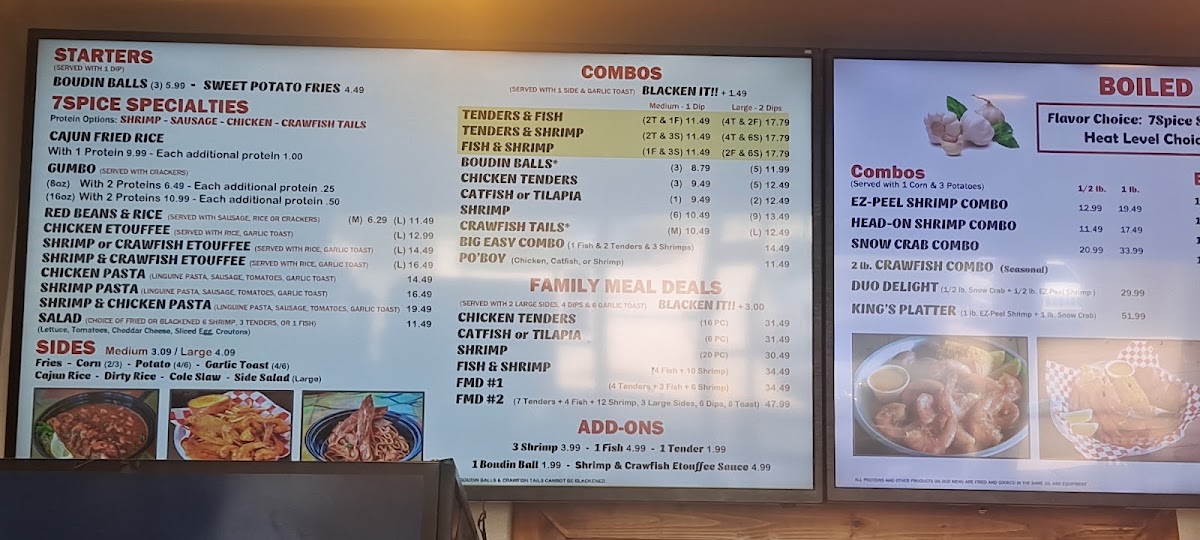 STARTERS
(SERVED WITH 1 DIP)
BOUDIN BALLS (3) 5.99 - SWEET POTATO FRIES 4.49
7SPICE SPECIALTIES
Protein Options: SHRIMP - SAUSAGE - CHICKEN - CRAWFISH TAILS
CAJUN FRIED RICE
With 1 Protein 9.99 - Each additional protein 1.00
GUMBO (SERVED WITH CRACKERS)
(8oz) With 2 Proteins 6.49 - Each additional protein .25
(16oz) With 2 Proteins 10.99 - Each additional protein .50
RED BEANS & RICE (SERVED WITH SAUSAGE, RICE OR CRACKERS) (M) 6.29 (L) 11.49
CHICKEN ETOUFFEE (SERVED WITH RICE, GARLIC TOAST) (L) 12.99
SHRIMP or CRAWFISH ETOUFFEE (SERVED WITH RICE, GARLIC TOAST) (L) 14.49
SHRIMP & CRAWFISH ETOUFFEE (SERVED WITH RICE, GARLIC TOAST) (L) 16.49
CHICKEN PASTA (LINGUINE PASTA, SAUSAGE, TOMATOES, GARLIC TOAST) 14.49
SHRIMP PASTA (LINGUINE PASTA, SAUSAGE, TOMATOES, GARLIC TOAST) 16.49
SHRIMP & CHICKEN PASTA (LINGUINE PASTA, SAUSAGE, TOMATOES, GARLIC TOAST) 19.49
SALAD (CHOICE OF FRIED OR BLACKENED 6 SHRIMP, 3 TENDERS, OR 1 FISH) 11.49
(Lettuce, Tomatoes, Cheddar Cheese, Sliced Egg, Croutons)
SIDES Medium 3.09 / Large 4.09
Fries - Corn (2/3) - Potato (4/6) - Garlic Toast (4/6)
Cajun Rice - Dirty Rice - Cole Slaw - Side Salad (Large)
COMBOS
(SERVED WITH 1 SIDE & GARLIC TOAST) BLACKEN IT!! + 1.49
Medium - 1 Dip Large - 2 Dips
TENDERS & FISH (2T & 1F) 11.49 (4T & 2F) 17.79
TENDERS & SHRIMP (2T & 3S) 11.49 (4T & 6S) 17.79
FISH & SHRIMP (1F & 3S) 11.49 (2F & 6S) 17.79
BOUDIN BALLS* (3) 8.79 (5) 11.99
CHICKEN TENDERS (3) 9.49 (5) 12.49
CATFISH or TILAPIA (1) 9.49 (2) 12.49
SHRIMP (6) 10.49 (9) 13.49
CRAWFISH TAILS* (M) 10.49 (L) 12.49
BIG EASY COMBO (1 Fish & 2 Tenders & 3 Shrimps) 14.49
PO'BOY (Chicken, Catfish, or Shrimp) 11.49
FAMILY MEAL DEALS
(SERVED WITH 2 LARGE SIDES, 4 DIPS & 6 GARLIC TOAST) BLACKEN IT!! + 3.00
CHICKEN TENDERS (16 PC) 31.49
CATFISH or TILAPIA (6 PC) 31.49
SHRIMP (20 PC) 30.49
FISH & SHRIMP (4 Fish + 10 Shrimp) 34.49
FMD #1 (4 Tenders + 3 Fish + 6 Shrimp) 34.49
FMD #2 (7 Tenders + 4 Fish + 12 Shrimp, 3 Large Sides, 6 Dips, 8 Toast) 47.99
ADD-ONS
3 Shrimp 3.99 - 1 Fish 4.99 - 1 Tender 1.99
1 Boudin Ball 1.99 - Shrimp & Crawfish Etouffee Sauce 4.99
BOUDIN BALLS & CRAWFISH TAILS CANNOT BE BLACKENED
BOILED
Flavor Choice: 7Spice
Heat Level Choic
Combos
(Served with 1 Corn & 3 Potatoes) 1/2 lb. 1 lb.
EZ-PEEL SHRIMP COMBO 12.99 19.49
HEAD-ON SHRIMP COMBO 11.49 17.49
SNOW CRAB COMBO 20.99 33.99
2 lb. CRAWFISH COMBO (Seasonal)
DUO DELIGHT (1/2 lb. Snow Crab + 1/2 lb. EZ-Peel Shrimp) 29.99
KING'S PLATTER (1 lb. EZ-Peel Shrimp + 1 lb. Snow Crab) 51.99
ALL PROTEINS AND OTHER PRODUCTS ON OUR MENU ARE FRIED AND COOKED IN THE SAME OIL AND EQUIPMENT